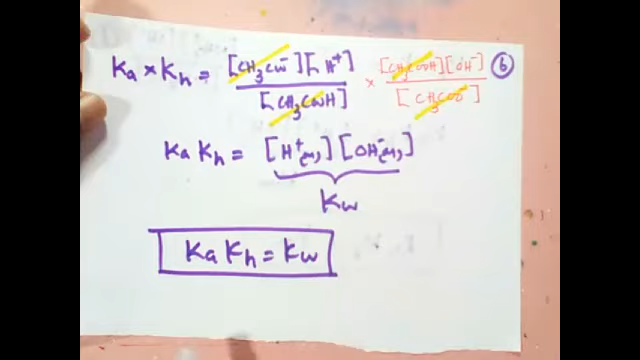 Ka × Kh = [CH₃COO⁻][H⁺] / [CH₃COOH] × [CH₃COOH][OH⁻] / [CH₃COO⁻] 6
Ka Kh = [H⁺(aq)][OH⁻(aq)]
Kw
Ka Kh = Kw